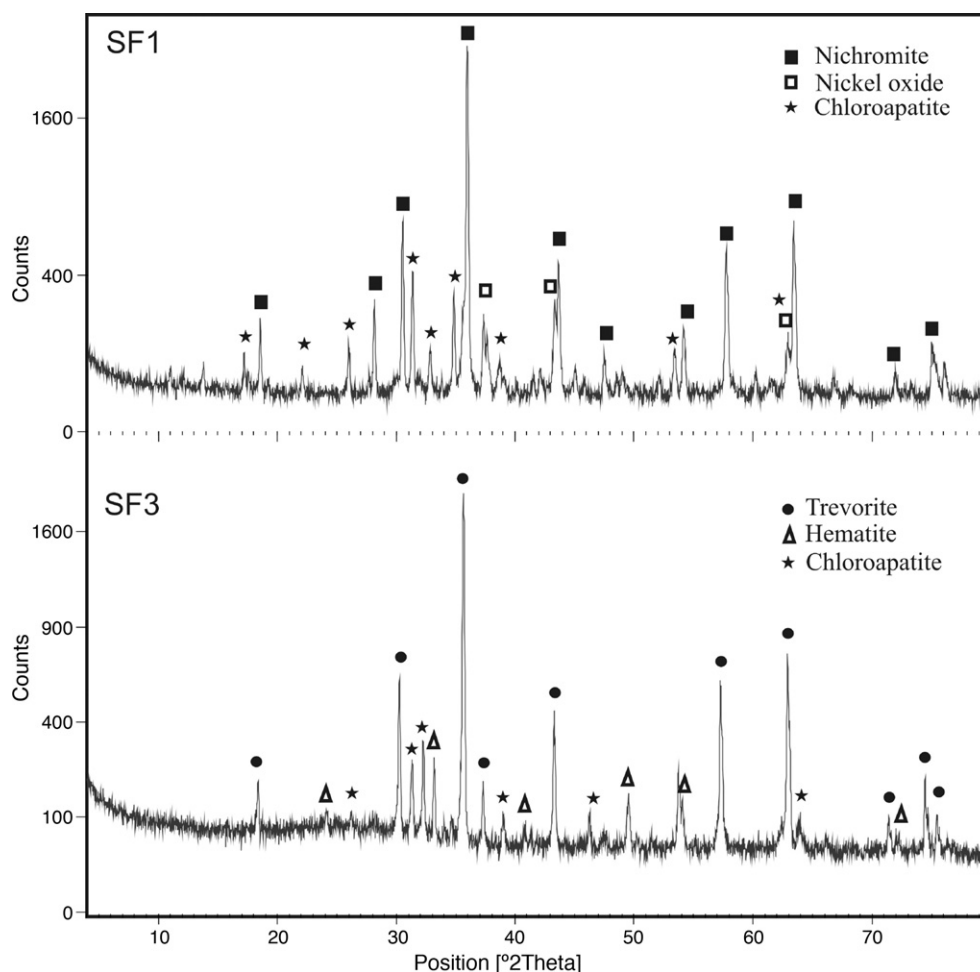 SF1
■ Nichromite
□ Nickel oxide
★ Chloroapatite
1600
400
0
Counts
SF3
● Trevorite
△ Hematite
★ Chloroapatite
1600
900
400
100
0
Counts
10 20 30 40 50 60 70
Position [º2Theta]